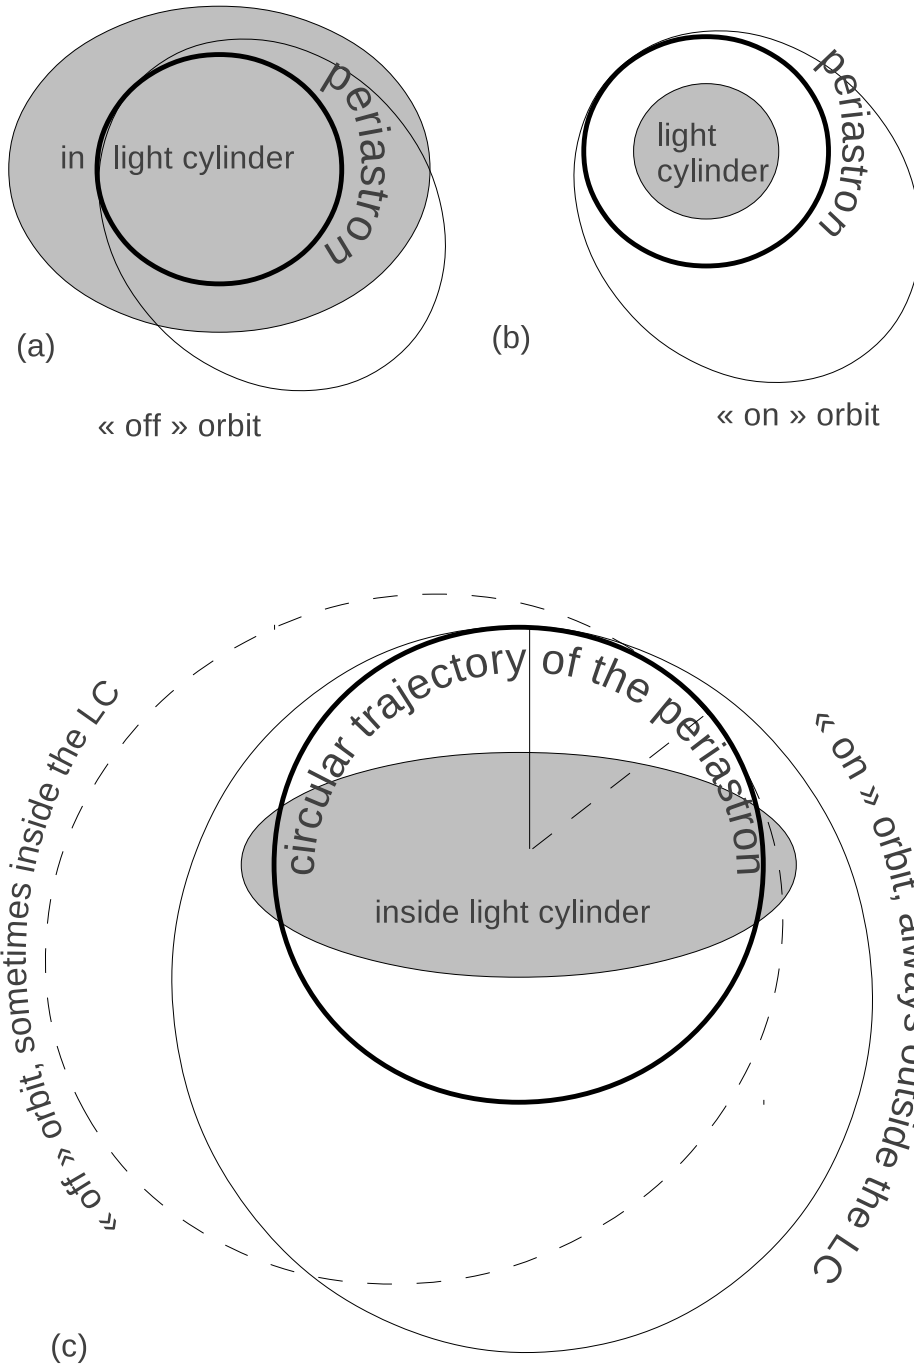 periastron
in light cylinder
(a)
« off » orbit
periastron
light
cylinder
(b)
« on » orbit
circular trajectory of the periastron
inside light cylinder
« off » orbit, sometimes inside the LC
« on » orbit, always outside the LC
(c)